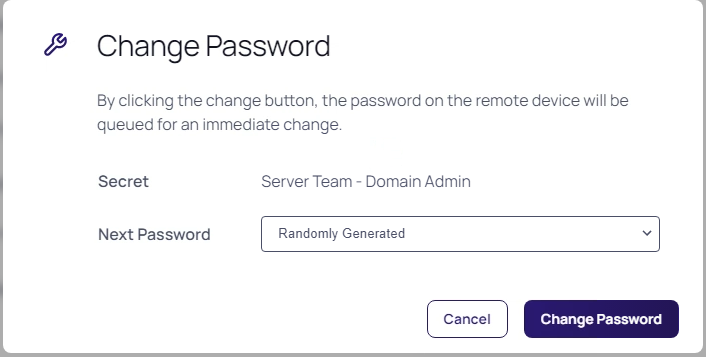 Change Password
By clicking the change button, the password on the remote device will be
queued for an immediate change.
Secret Server Team - Domain Admin
Next Password Randomly Generated
Cancel Change Password